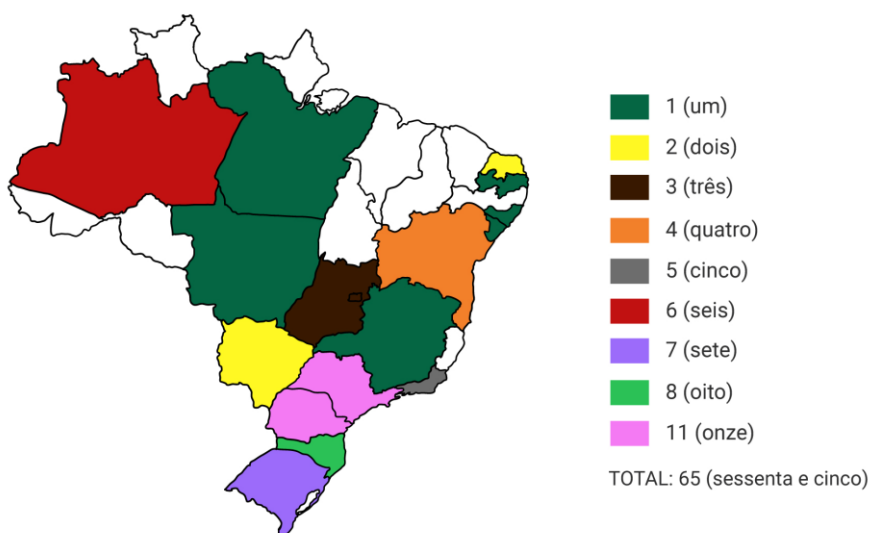 1 (um)
2 (dois)
3 (três)
4 (quatro)
5 (cinco)
6 (seis)
7 (sete)
8 (oito)
11 (onze)
TOTAL: 65 (sessenta e cinco)